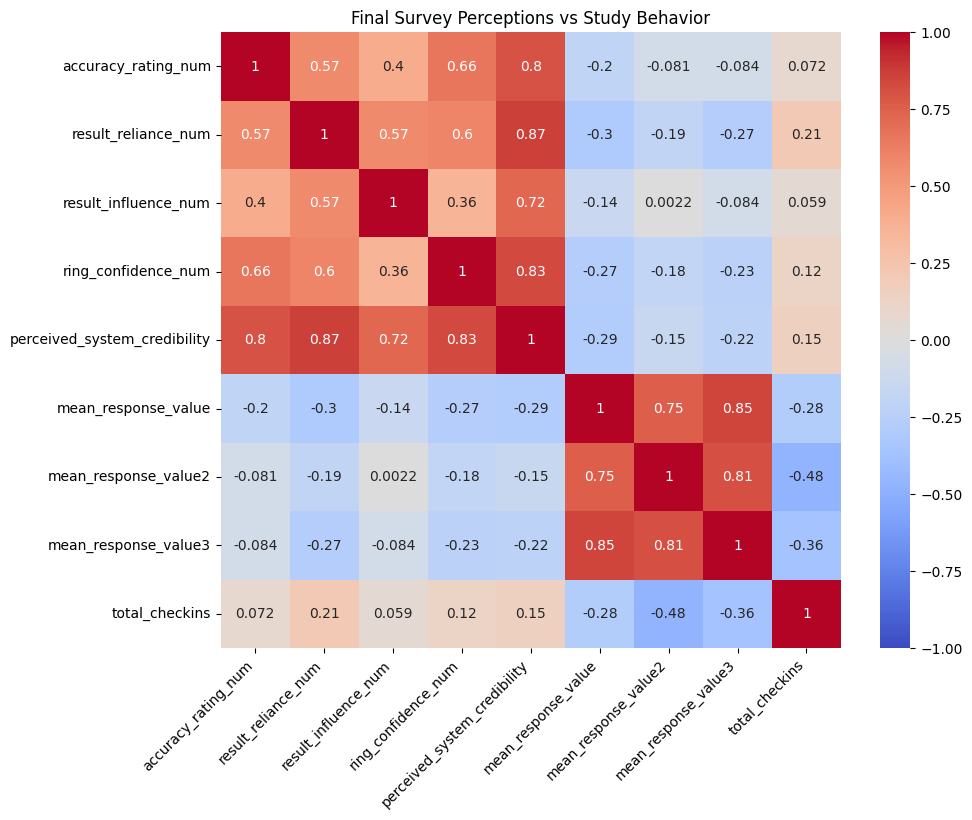 Final Survey Perceptions vs Study Behavior
accuracy_rating_num 1 0.57 0.4 0.66 0.8 -0.2 -0.081 -0.084 0.072
result_reliance_num 0.57 1 0.57 0.6 0.87 -0.3 -0.19 -0.27 0.21
result_influence_num 0.4 0.57 1 0.36 0.72 -0.14 0.0022 -0.084 0.059
ring_confidence_num 0.66 0.6 0.36 1 0.83 -0.27 -0.18 -0.23 0.12
perceived_system_credibility 0.8 0.87 0.72 0.83 1 -0.29 -0.15 -0.22 0.15
mean_response_value -0.2 -0.3 -0.14 -0.27 -0.29 1 0.75 0.85 -0.28
mean_response_value2 -0.081 -0.19 0.0022 -0.18 -0.15 0.75 1 0.81 -0.48
mean_response_value3 -0.084 -0.27 -0.084 -0.23 -0.22 0.85 0.81 1 -0.36
total_checkins 0.072 0.21 0.059 0.12 0.15 -0.28 -0.48 -0.36 1
accuracy_rating_num
result_reliance_num
result_influence_num
ring_confidence_num
perceived_system_credibility
mean_response_value
mean_response_value2
mean_response_value3
total_checkins
1.00
0.75
0.50
0.25
0.00
−0.25
−0.50
−0.75
−1.00